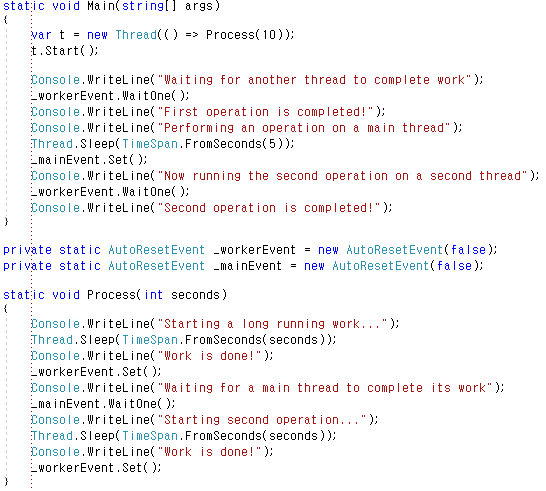 static void Main(string[] args)
{
    var t = new Thread(() => Process(10));
    t.Start();

    Console.WriteLine("Waiting for another thread to complete work");
    _workerEvent.WaitOne();
    Console.WriteLine("First operation is completed!");
    Console.WriteLine("Performing an operation on a main thread");
    Thread.Sleep(TimeSpan.FromSeconds(5));
    _mainEvent.Set();
    Console.WriteLine("Now running the second operation on a second thread");
    _workerEvent.WaitOne();
    Console.WriteLine("Second operation is completed!");
}

private static AutoResetEvent _workerEvent = new AutoResetEvent(false);
private static AutoResetEvent _mainEvent = new AutoResetEvent(false);

static void Process(int seconds)
{
    Console.WriteLine("Starting a long running work...");
    Thread.Sleep(TimeSpan.FromSeconds(seconds));
    Console.WriteLine("Work is done!");
    _workerEvent.Set();
    Console.WriteLine("Waiting for a main thread to complete its work");
    _mainEvent.WaitOne();
    Console.WriteLine("Starting second operation...");
    Thread.Sleep(TimeSpan.FromSeconds(seconds));
    Console.WriteLine("Work is done!");
    _workerEvent.Set();
}